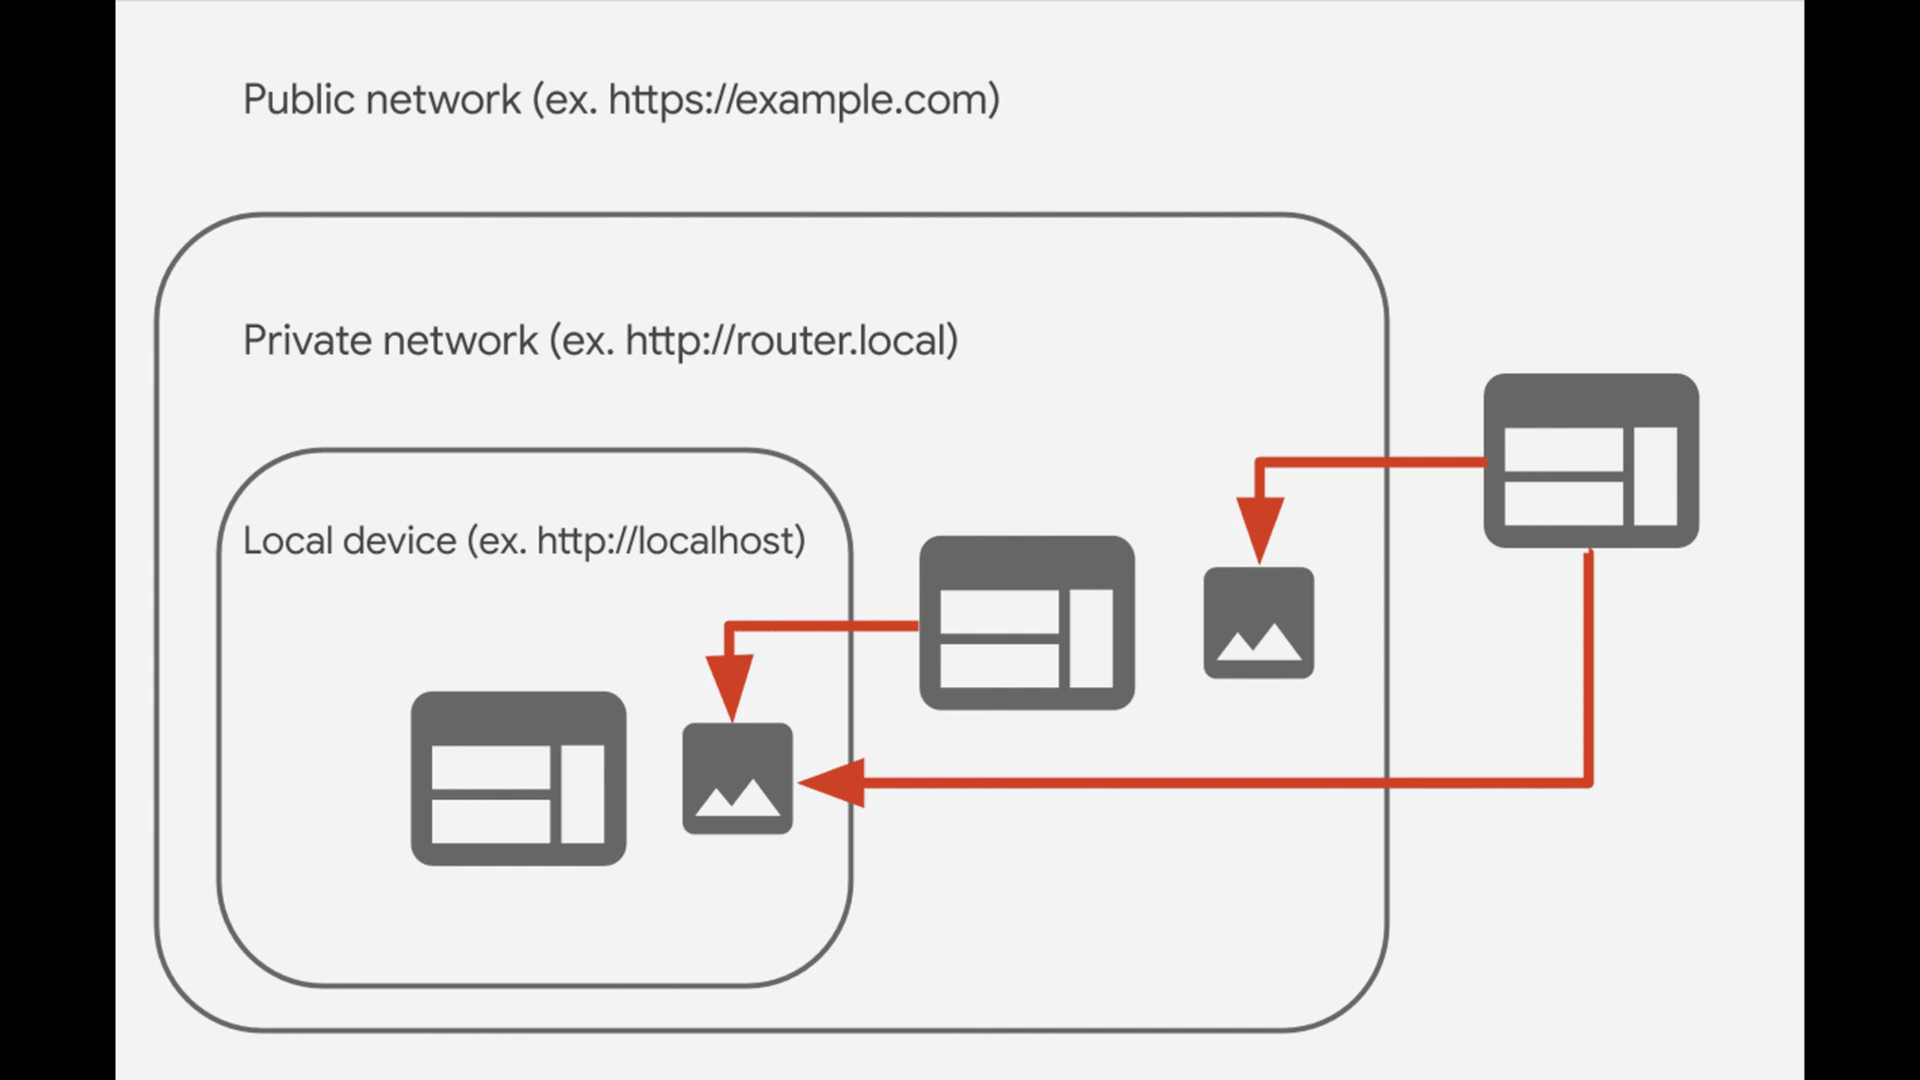 Public network (ex. https://example.com)
Private network (ex. http://router.local)
Local device (ex. http://localhost)